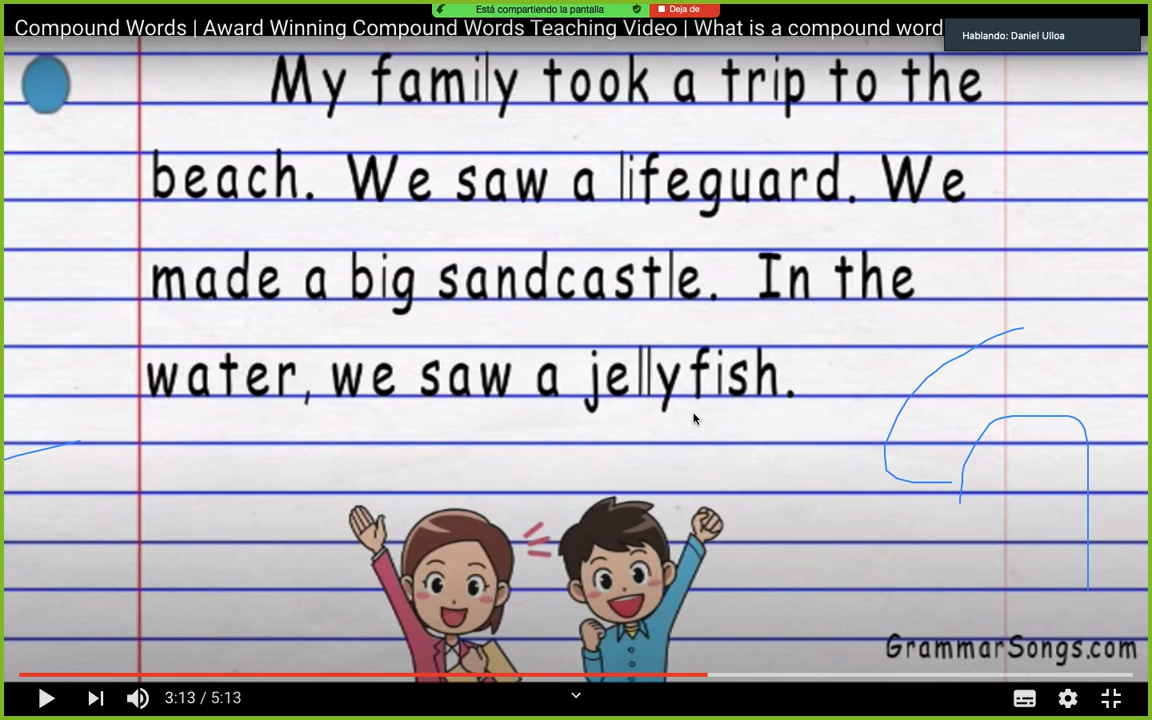 Está compartiendo la pantalla
Deja de
Compound Words | Award Winning Compound Words Teaching Video | What is a compound word
Hablando: Daniel Ulloa
My family took a trip to the
beach. We saw a lifeguard. We
made a big sandcastle. In the
water, we saw a jellyfish.
GrammarSongs.com
3:13 / 5:13